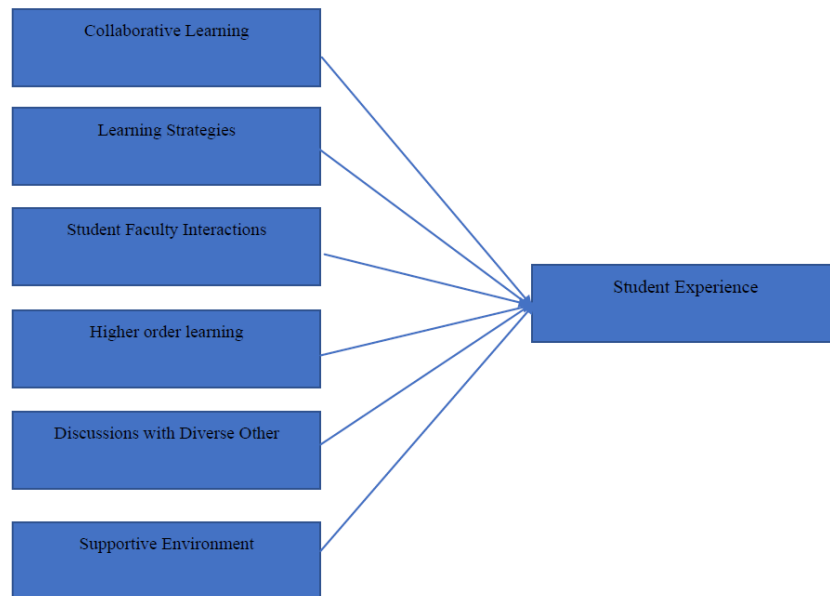 Collaborative Learning
Learning Strategies
Student Faculty Interactions
Student Experience
Higher order learning
Discussions with Diverse Other
Supportive Environment